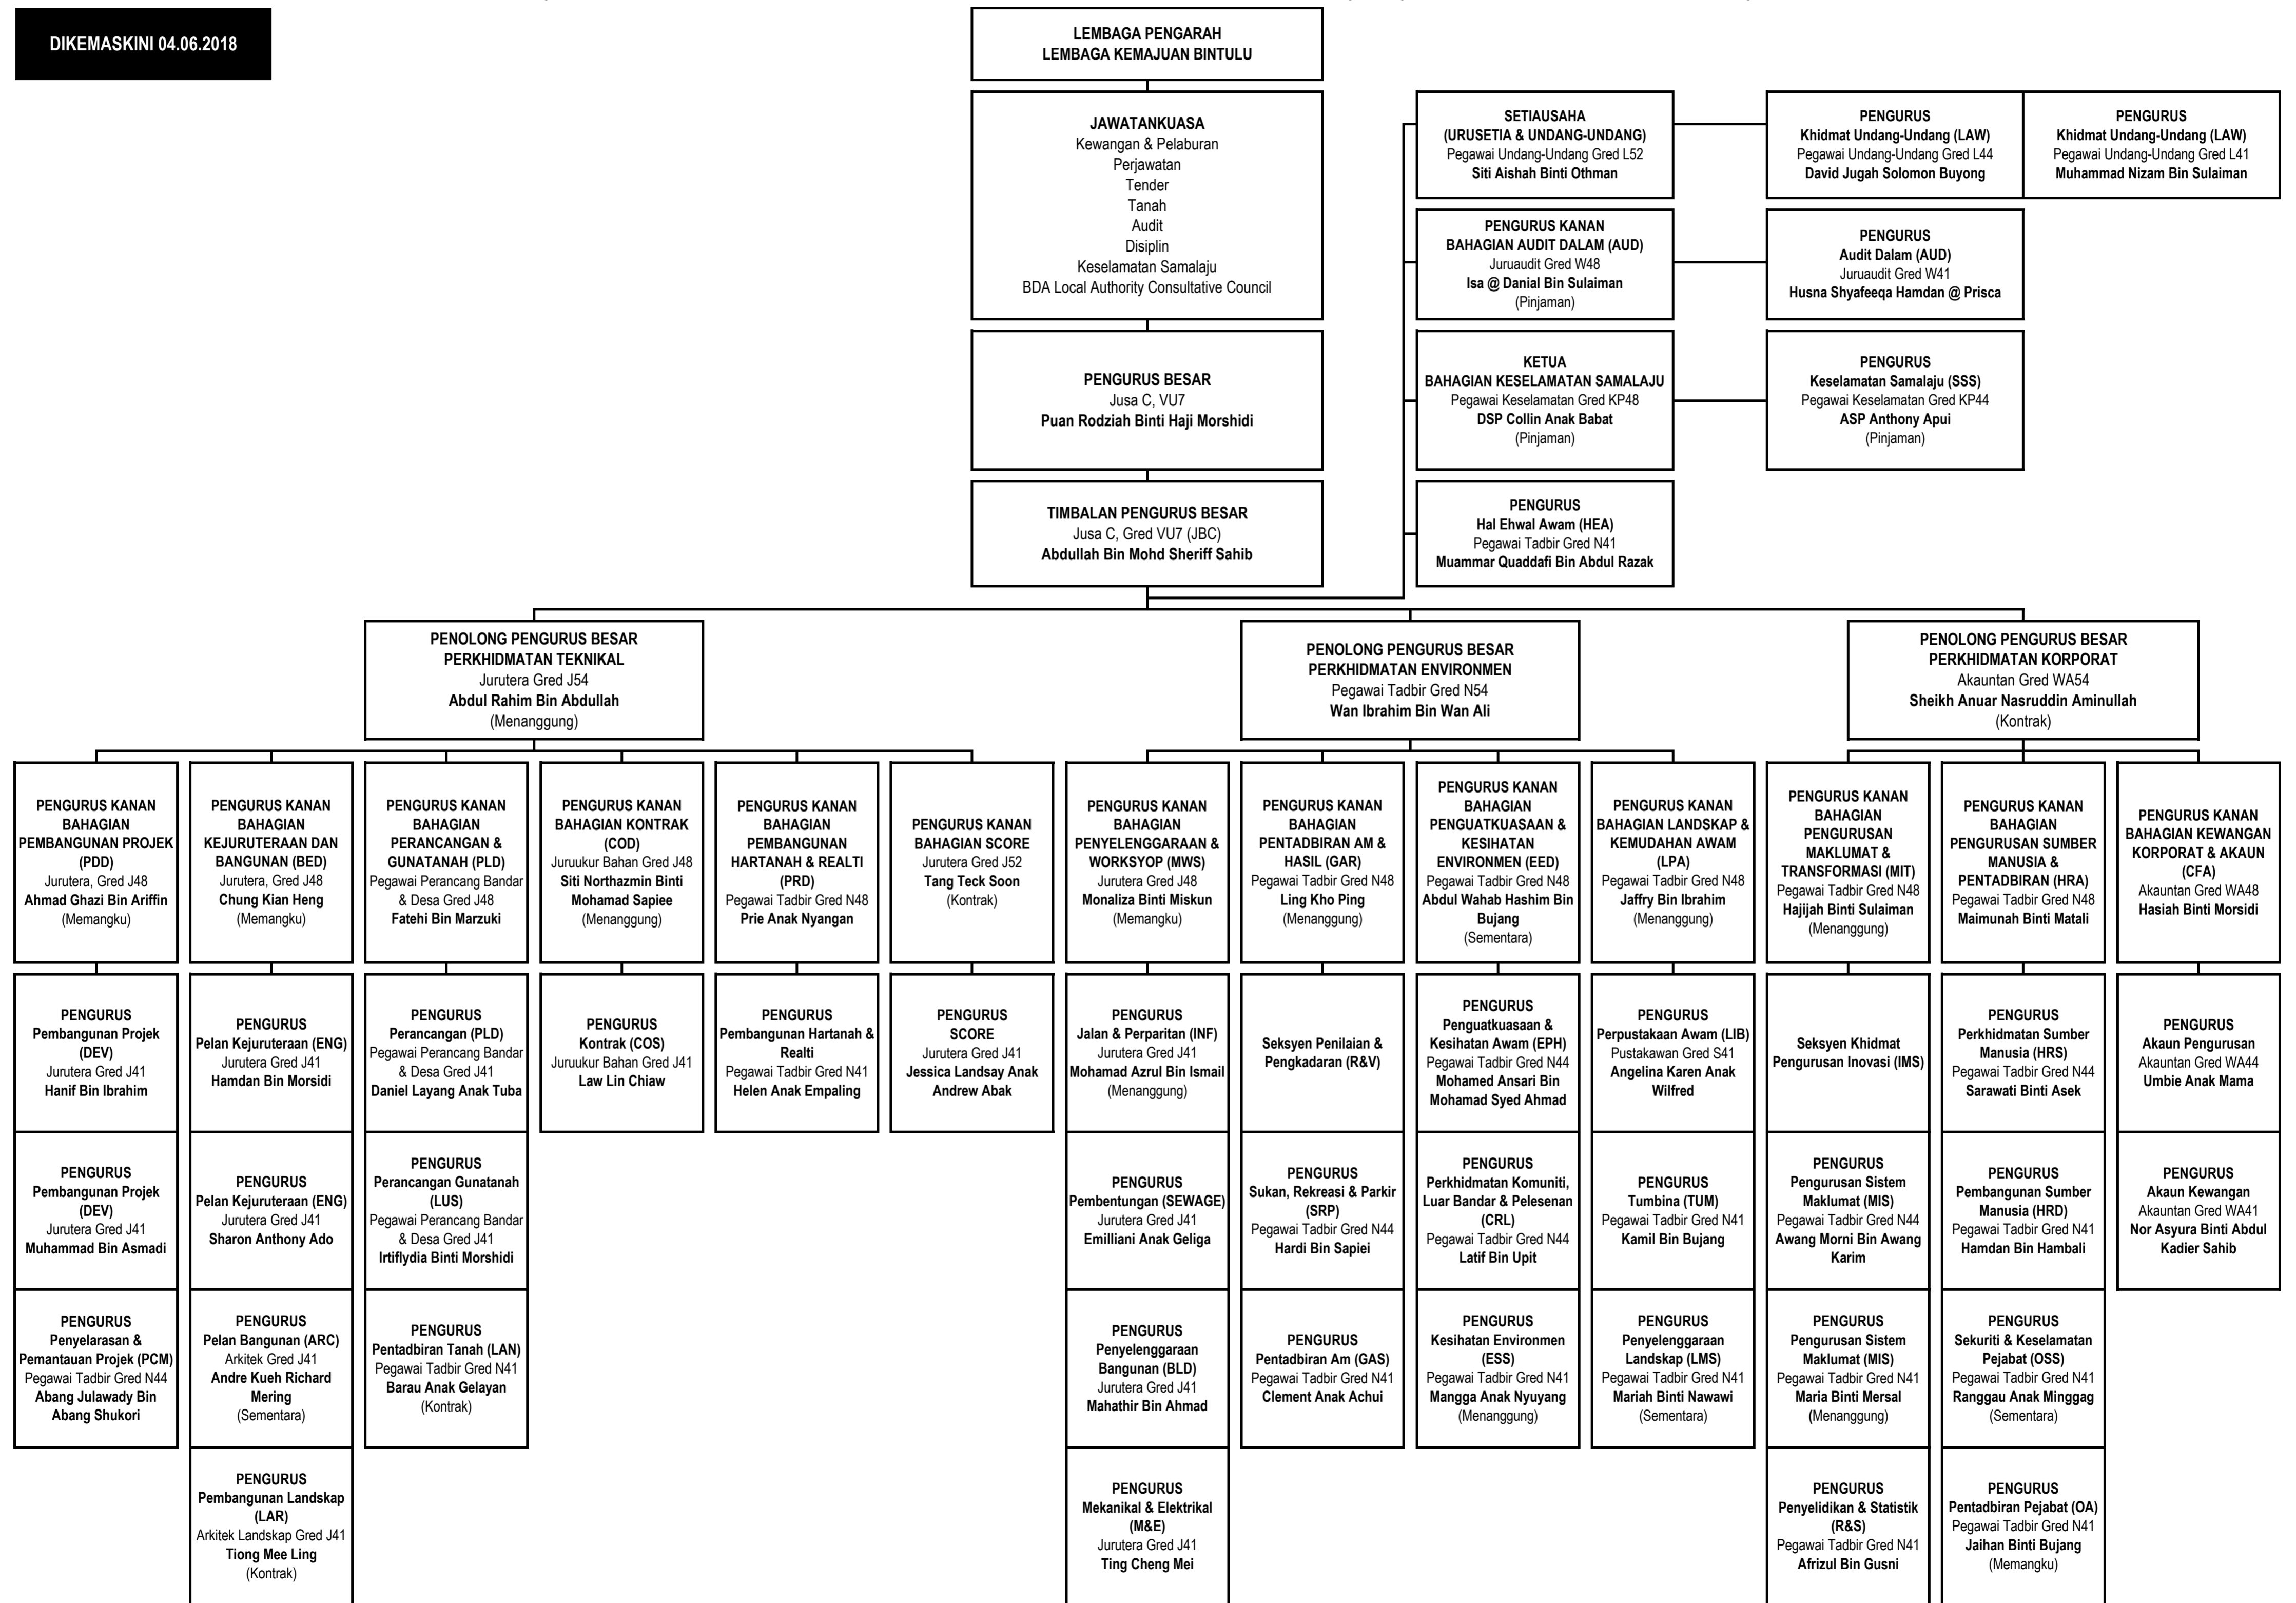 DIKEMASKINI 04.06.2018
LEMBAGA PENGARAH
LEMBAGA KEMAJUAN BINTULU
JAWATANKUASA
Kewangan & Pelaburan
Perjawatan
Tender
Tanah
Audit
Disiplin
Keselamatan Samalaju
BDA Local Authority Consultative Council
PENGURUS BESAR
Jusa C, VU7
Puan Rodziah Binti Haji Morshidi
TIMBALAN PENGURUS BESAR
Jusa C, Gred VU7 (JBC)
Abdullah Bin Mohd Sheriff Sahib
SETIAUSAHA
(URUSETIA & UNDANG-UNDANG)
Pegawai Undang-Undang Gred L52
Siti Aishah Binti Othman
PENGURUS
Khidmat Undang-Undang (LAW)
Pegawai Undang-Undang Gred L44
David Jugah Solomon Buyong
PENGURUS
Khidmat Undang-Undang (LAW)
Pegawai Undang-Undang Gred L41
Muhammad Nizam Bin Sulaiman
PENGURUS KANAN
BAHAGIAN AUDIT DALAM (AUD)
Juruaudit Gred W48
Isa @ Danial Bin Sulaiman
(Pinjaman)
PENGURUS
Audit Dalam (AUD)
Juruaudit Gred W41
Husna Shyafeeqa Hamdan @ Prisca
KETUA
BAHAGIAN KESELAMATAN SAMALAJU
Pegawai Keselamatan Gred KP48
DSP Collin Anak Babat
(Pinjaman)
PENGURUS
Keselamatan Samalaju (SSS)
Pegawai Keselamatan Gred KP44
ASP Anthony Apui
(Pinjaman)
PENGURUS
Hal Ehwal Awam (HEA)
Pegawai Tadbir Gred N41
Muammar Quaddafi Bin Abdul Razak
PENOLONG PENGURUS BESAR
PERKHIDMATAN TEKNIKAL
Jurutera Gred J54
Abdul Rahim Bin Abdullah
(Menanggung)
PENOLONG PENGURUS BESAR
PERKHIDMATAN ENVIRONMEN
Pegawai Tadbir Gred N54
Wan Ibrahim Bin Wan Ali
PENOLONG PENGURUS BESAR
PERKHIDMATAN KORPORAT
Akauntan Gred WA54
Sheikh Anuar Nasruddin Aminullah
(Kontrak)
PENGURUS KANAN
BAHAGIAN
PEMBANGUNAN PROJEK
(PDD)
Jurutera, Gred J48
Ahmad Ghazi Bin Ariffin
(Memangku)
PENGURUS KANAN
BAHAGIAN
KEJURUTERAAN DAN
BANGUNAN (BED)
Jurutera, Gred J48
Chung Kian Heng
(Memangku)
PENGURUS KANAN
BAHAGIAN
PERANCANGAN &
GUNATANAH (PLD)
Pegawai Perancang Bandar
& Desa Gred J48
Fatehi Bin Marzuki
PENGURUS KANAN
BAHAGIAN KONTRAK
(COD)
Juruukur Bahan Gred J48
Siti Northazmin Binti
Mohamad Sapiee
(Menanggung)
PENGURUS KANAN
BAHAGIAN
PEMBANGUNAN
HARTANAH & REALTI
(PRD)
Pegawai Tadbir Gred N48
Prie Anak Nyangan
PENGURUS KANAN
BAHAGIAN SCORE
Jurutera Gred J52
Tang Teck Soon
(Kontrak)
PENGURUS KANAN
BAHAGIAN
PENYELENGGARAAN &
WORKSYOP (MWS)
Jurutera Gred J48
Monaliza Binti Miskun
(Memangku)
PENGURUS KANAN
BAHAGIAN
PENTADBIRAN AM &
HASIL (GAR)
Pegawai Tadbir Gred N48
Ling Kho Ping
(Menanggung)
PENGURUS KANAN
BAHAGIAN
PENGUATKUASAAN &
KESIHATAN
ENVIRONMEN (EED)
Pegawai Tadbir Gred N48
Abdul Wahab Hashim Bin
Bujang
(Sementara)
PENGURUS KANAN
BAHAGIAN LANDSKAP &
KEMUDAHAN AWAM
(LPA)
Pegawai Tadbir Gred N48
Jaffry Bin Ibrahim
(Menanggung)
PENGURUS KANAN
BAHAGIAN
PENGURUSAN
MAKLUMAT &
TRANSFORMASI (MIT)
Pegawai Tadbir Gred N48
Hajijah Binti Sulaiman
(Menanggung)
PENGURUS KANAN
BAHAGIAN
PENGURUSAN SUMBER
MANUSIA &
PENTADBIRAN (HRA)
Pegawai Tadbir Gred N48
Maimunah Binti Matali
PENGURUS KANAN
BAHAGIAN KEWANGAN
KORPORAT & AKAUN
(CFA)
Akauntan Gred WA48
Hasiah Binti Morsidi
PENGURUS
Pembangunan Projek
(DEV)
Jurutera Gred J41
Hanif Bin Ibrahim
PENGURUS
Pelan Kejuruteraan (ENG)
Jurutera Gred J41
Hamdan Bin Morsidi
PENGURUS
Perancangan (PLD)
Pegawai Perancang Bandar
& Desa Gred J41
Daniel Layang Anak Tuba
PENGURUS
Kontrak (COS)
Juruukur Bahan Gred J41
Law Lin Chiaw
PENGURUS
Pembangunan Hartanah &
Realti
Pegawai Tadbir Gred N41
Helen Anak Empaling
PENGURUS
SCORE
Jurutera Gred J41
Jessica Landsay Anak
Andrew Abak
PENGURUS
Jalan & Perparitan (INF)
Jurutera Gred J41
Mohamad Azrul Bin Ismail
(Menanggung)
Seksyen Penilaian &
Pengkadaran (R&V)
PENGURUS
Penguatkuasaan &
Kesihatan Awam (EPH)
Pegawai Tadbir Gred N44
Mohamed Ansari Bin
Mohamad Syed Ahmad
PENGURUS
Perpustakaan Awam (LIB)
Pustakawan Gred S41
Angelina Karen Anak
Wilfred
Seksyen Khidmat
Pengurusan Inovasi (IMS)
PENGURUS
Perkhidmatan Sumber
Manusia (HRS)
Pegawai Tadbir Gred N44
Sarawati Binti Asek
PENGURUS
Akaun Pengurusan
Akauntan Gred WA44
Umbie Anak Mama
PENGURUS
Pembangunan Projek
(DEV)
Jurutera Gred J41
Muhammad Bin Asmadi
PENGURUS
Pelan Kejuruteraan (ENG)
Jurutera Gred J41
Sharon Anthony Ado
PENGURUS
Perancangan Gunatanah
(LUS)
Pegawai Perancang Bandar
& Desa Gred J41
Irtiflydia Binti Morshidi
PENGURUS
Pembentungan (SEWAGE)
Jurutera Gred J41
Emilliani Anak Geliga
PENGURUS
Sukan, Rekreasi & Parkir
(SRP)
Pegawai Tadbir Gred N44
Hardi Bin Sapiei
PENGURUS
Perkhidmatan Komuniti,
Luar Bandar & Pelesenan
(CRL)
Pegawai Tadbir Gred N44
Latif Bin Upit
PENGURUS
Tumbina (TUM)
Pegawai Tadbir Gred N41
Kamil Bin Bujang
PENGURUS
Pengurusan Sistem
Maklumat (MIS)
Pegawai Tadbir Gred N44
Awang Morni Bin Awang
Karim
PENGURUS
Pembangunan Sumber
Manusia (HRD)
Pegawai Tadbir Gred N41
Hamdan Bin Hambali
PENGURUS
Akaun Kewangan
Akauntan Gred WA41
Nor Asyura Binti Abdul
Kadier Sahib
PENGURUS
Penyelarasan &
Pemantauan Projek (PCM)
Pegawai Tadbir Gred N44
Abang Julawady Bin
Abang Shukori
PENGURUS
Pelan Bangunan (ARC)
Arkitek Gred J41
Andre Kueh Richard
Mering
(Sementara)
PENGURUS
Pentadbiran Tanah (LAN)
Pegawai Tadbir Gred N41
Barau Anak Gelayan
(Kontrak)
PENGURUS
Penyelenggaraan
Bangunan (BLD)
Jurutera Gred J41
Mahathir Bin Ahmad
PENGURUS
Pentadbiran Am (GAS)
Pegawai Tadbir Gred N41
Clement Anak Achui
PENGURUS
Kesihatan Environmen
(ESS)
Pegawai Tadbir Gred N41
Mangga Anak Nyuyang
(Menanggung)
PENGURUS
Penyelenggaraan
Landskap (LMS)
Pegawai Tadbir Gred N41
Mariah Binti Nawawi
(Sementara)
PENGURUS
Pengurusan Sistem
Maklumat (MIS)
Pegawai Tadbir Gred N41
Maria Binti Mersal
(Menanggung)
PENGURUS
Sekuriti & Keselamatan
Pejabat (OSS)
Pegawai Tadbir Gred N41
Ranggau Anak Minggag
(Sementara)
PENGURUS
Pembangunan Landskap
(LAR)
Arkitek Landskap Gred J41
Tiong Mee Ling
(Kontrak)
PENGURUS
Mekanikal & Elektrikal
(M&E)
Jurutera Gred J41
Ting Cheng Mei
PENGURUS
Penyelidikan & Statistik
(R&S)
Pegawai Tadbir Gred N41
Afrizul Bin Gusni
PENGURUS
Pentadbiran Pejabat (OA)
Pegawai Tadbir Gred N41
Jaihan Binti Bujang
(Memangku)